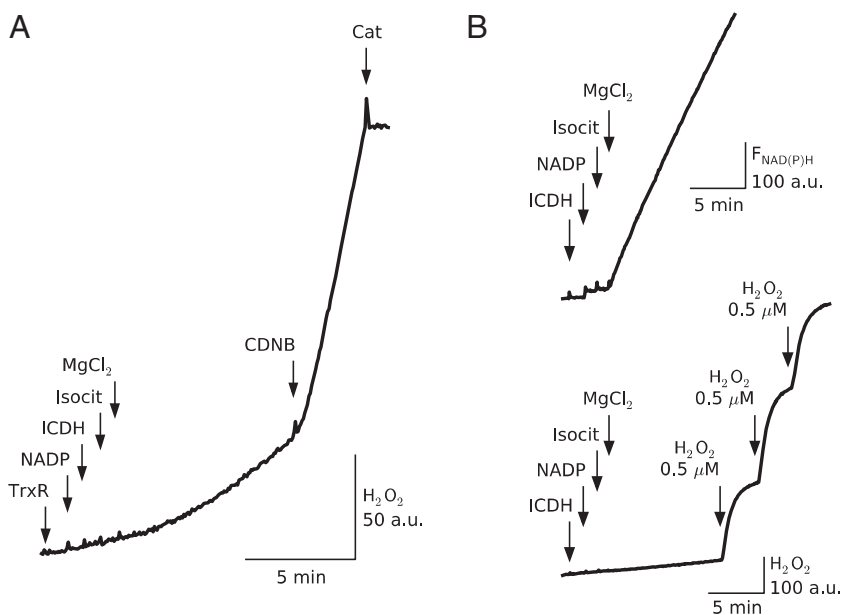 A
Cat
CDNB
MgCl₂
Isocit
ICDH
NADP
TrxR
H₂O₂
50 a.u.
5 min
B
MgCl₂
Isocit
NADP
ICDH
F_NAD(P)H
100 a.u.
5 min
H₂O₂
0.5 µM
H₂O₂
0.5 µM
H₂O₂
0.5 µM
MgCl₂
Isocit
NADP
ICDH
H₂O₂
100 a.u.
5 min